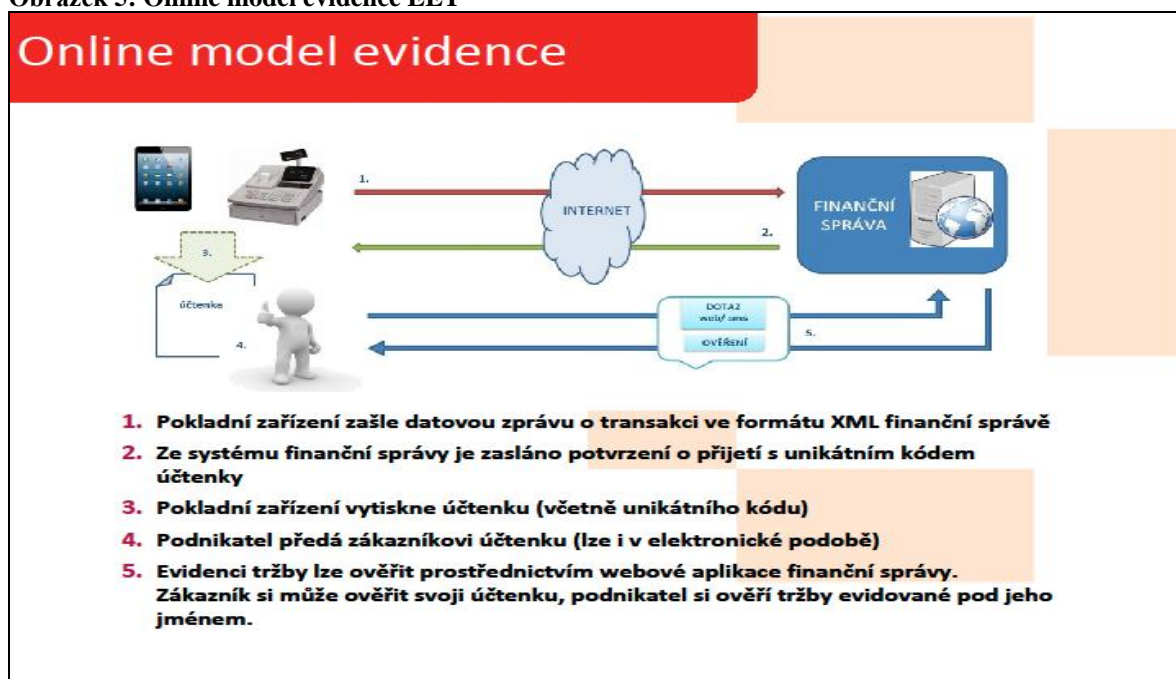 Obrázek 5: Online model evidence EET
Online model evidence
1.
INTERNET
2.
FINANČNÍ
SPRÁVA
3.
účtenka
4.
DOTAZ
web/ sms
OVĚŘENÍ
5.
1. Pokladní zařízení zašle datovou zprávu o transakci ve formátu XML finanční správě
2. Ze systému finanční správy je zasláno potvrzení o přijetí s unikátním kódem
účtenky
3. Pokladní zařízení vytiskne účtenku (včetně unikátního kódu)
4. Podnikatel předá zákazníkovi účtenku (lze i v elektronické podobě)
5. Evidenci tržby lze ověřit prostřednictvím webové aplikace finanční správy.
Zákazník si může ověřit svoji účtenku, podnikatel si ověří tržby evidované pod jeho
jménem.